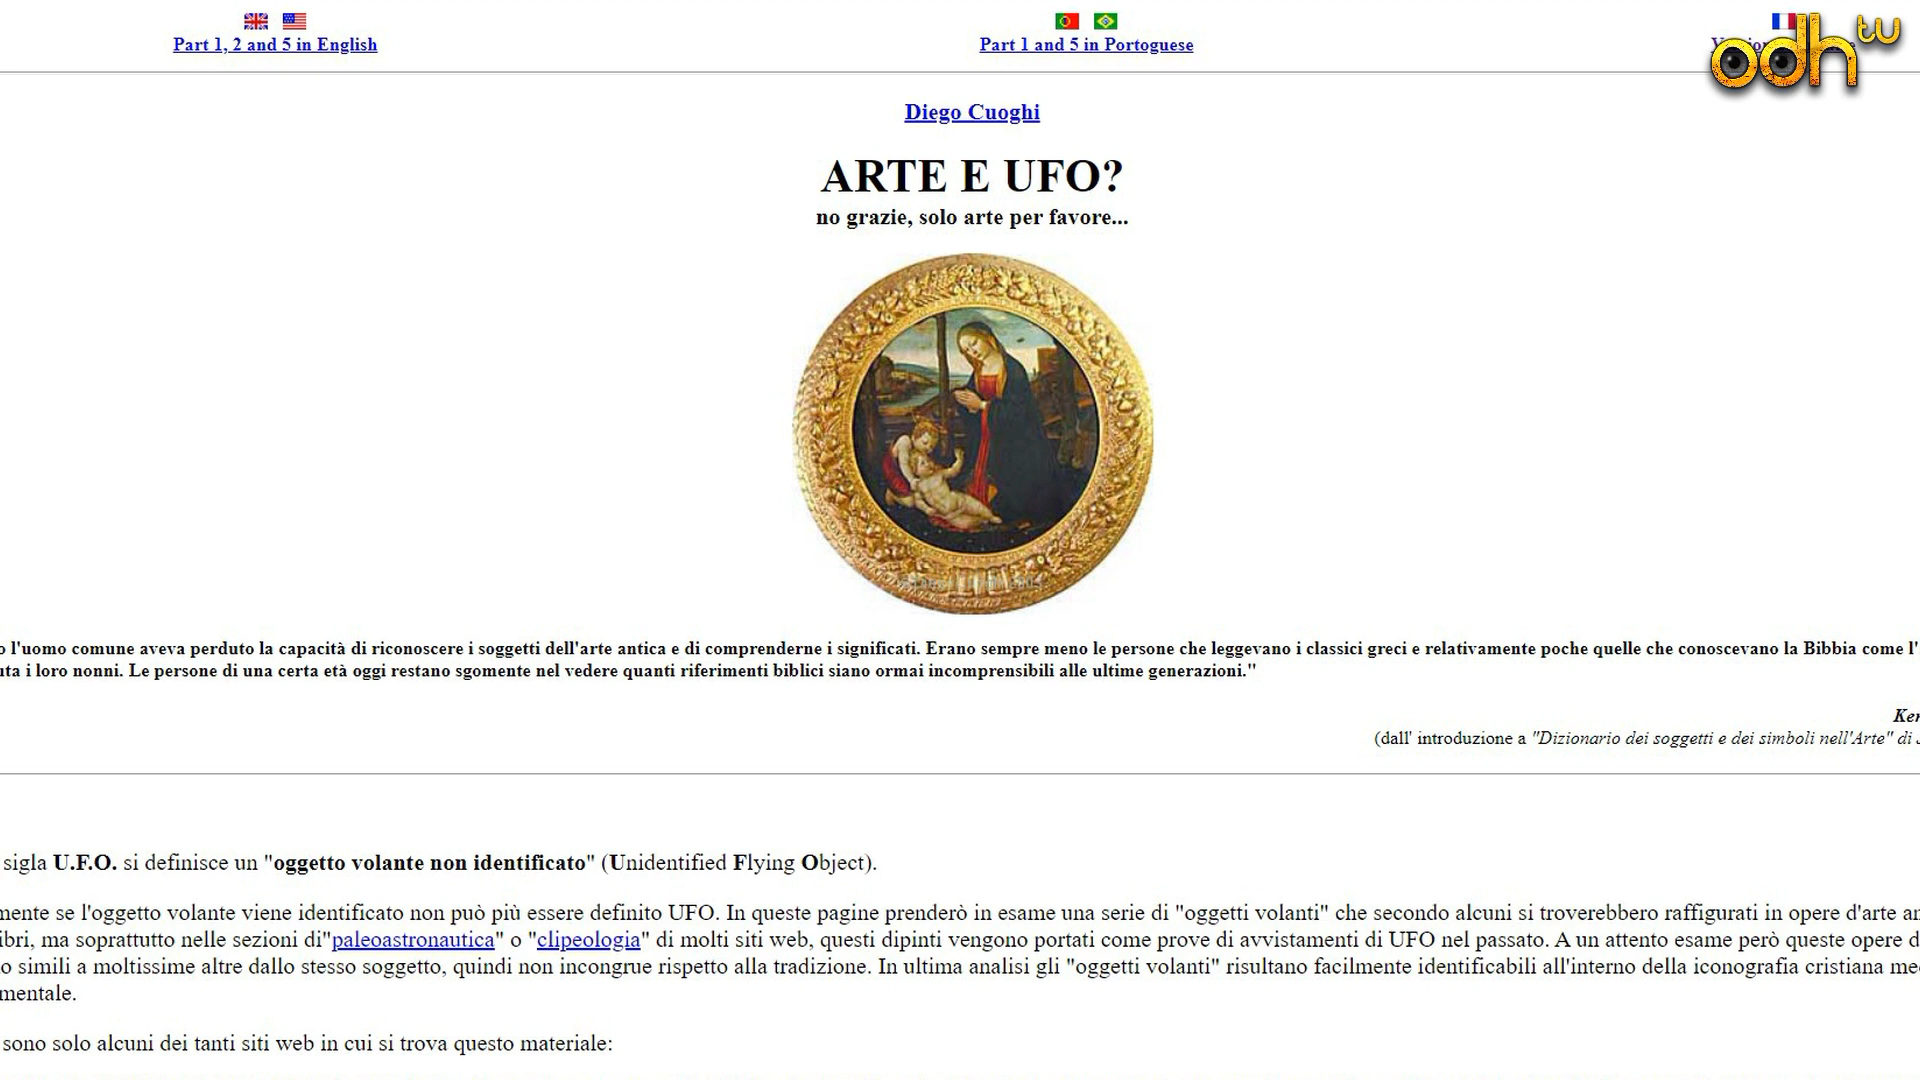 Part 1, 2 and 5 in English
Part 1 and 5 in Portuguese
odh tv
Diego Cuoghi
ARTE E UFO?
no grazie, solo arte per favore...
o l'uomo comune aveva perduto la capacità di riconoscere i soggetti dell'arte antica e di comprenderne i significati. Erano sempre meno le persone che leggevano i classici greci e relativamente poche quelle che conoscevano la Bibbia come l'
uta i loro nonni. Le persone di una certa età oggi restano sgomente nel vedere quanti riferimenti biblici siano ormai incomprensibili alle ultime generazioni."
Ken
(dall' introduzione a "Dizionario dei soggetti e dei simboli nell'Arte" di
sigla U.F.O. si definisce un "oggetto volante non identificato" (Unidentified Flying Object).
mente se l'oggetto volante viene identificato non può più essere definito UFO. In queste pagine prenderò in esame una serie di "oggetti volanti" che secondo alcuni si troverebbero raffigurati in opere d'arte an
ibri, ma soprattutto nelle sezioni di"paleoastronautica" o "clipeologia" di molti siti web, questi dipinti vengono portati come prove di avvistamenti di UFO nel passato. A un attento esame però queste opere d
o simili a moltissime altre dallo stesso soggetto, quindi non incongrue rispetto alla tradizione. In ultima analisi gli "oggetti volanti" risultano facilmente identificabili all'interno della iconografia cristiana me
mentale.
sono solo alcuni dei tanti siti web in cui si trova questo materiale: